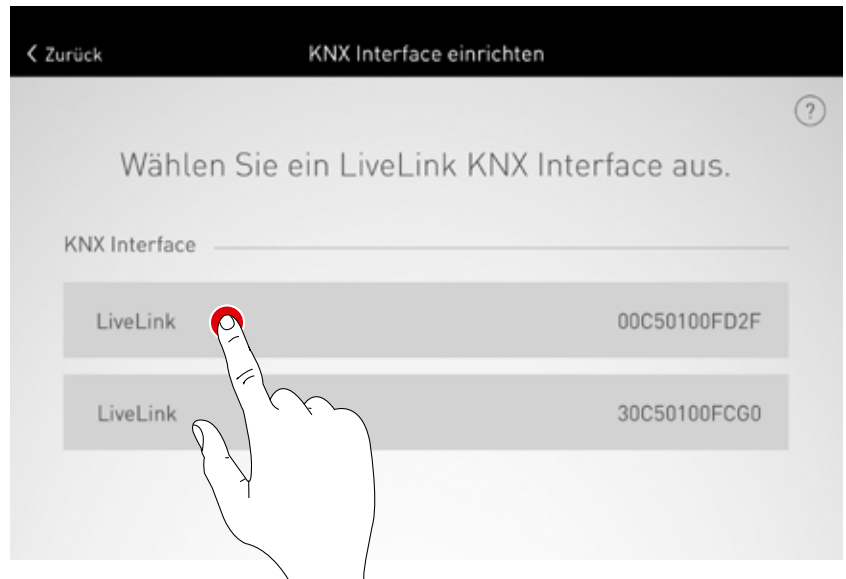 Zurück
KNX Interface einrichten
?
Wählen Sie ein LiveLink KNX Interface aus.
KNX Interface
LiveLink 00C50100FD2F
LiveLink 30C50100FCG0